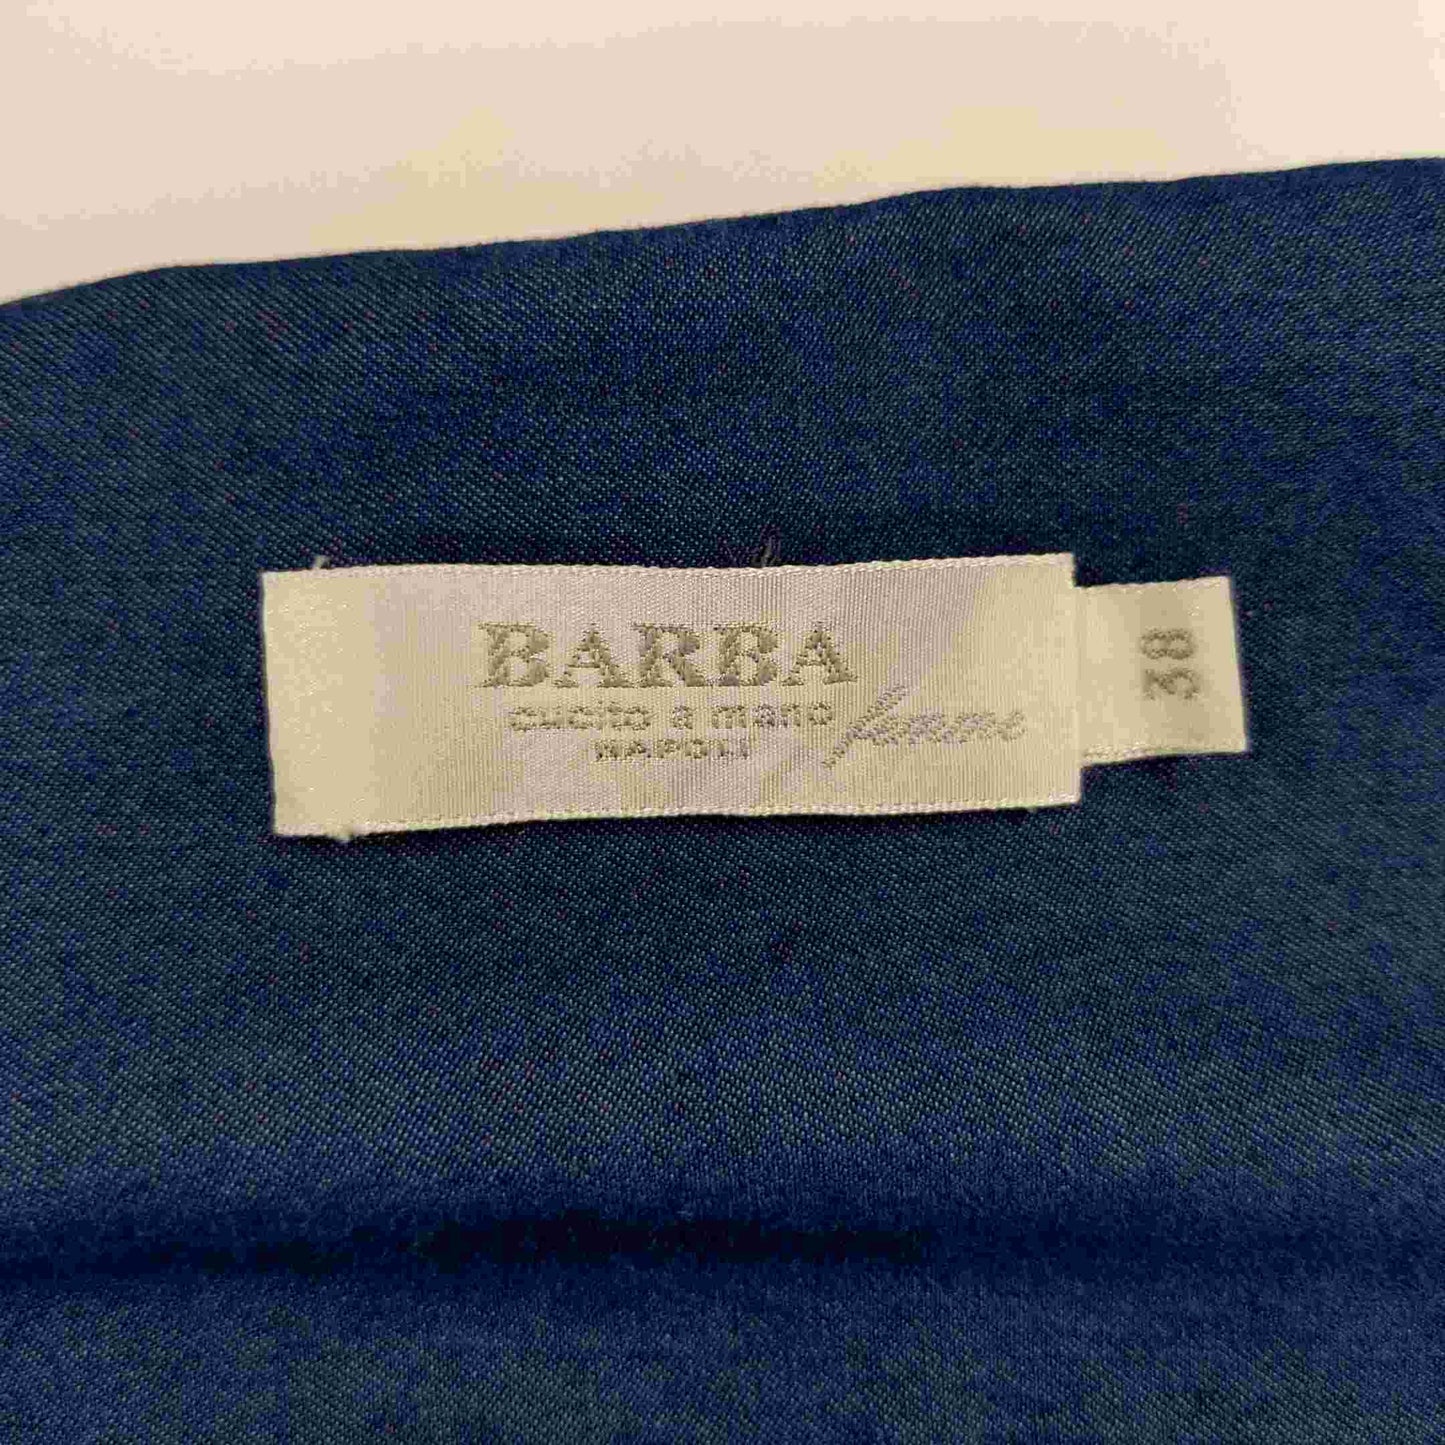 BARBA
cucito a mano
NAPOLI
femme
38